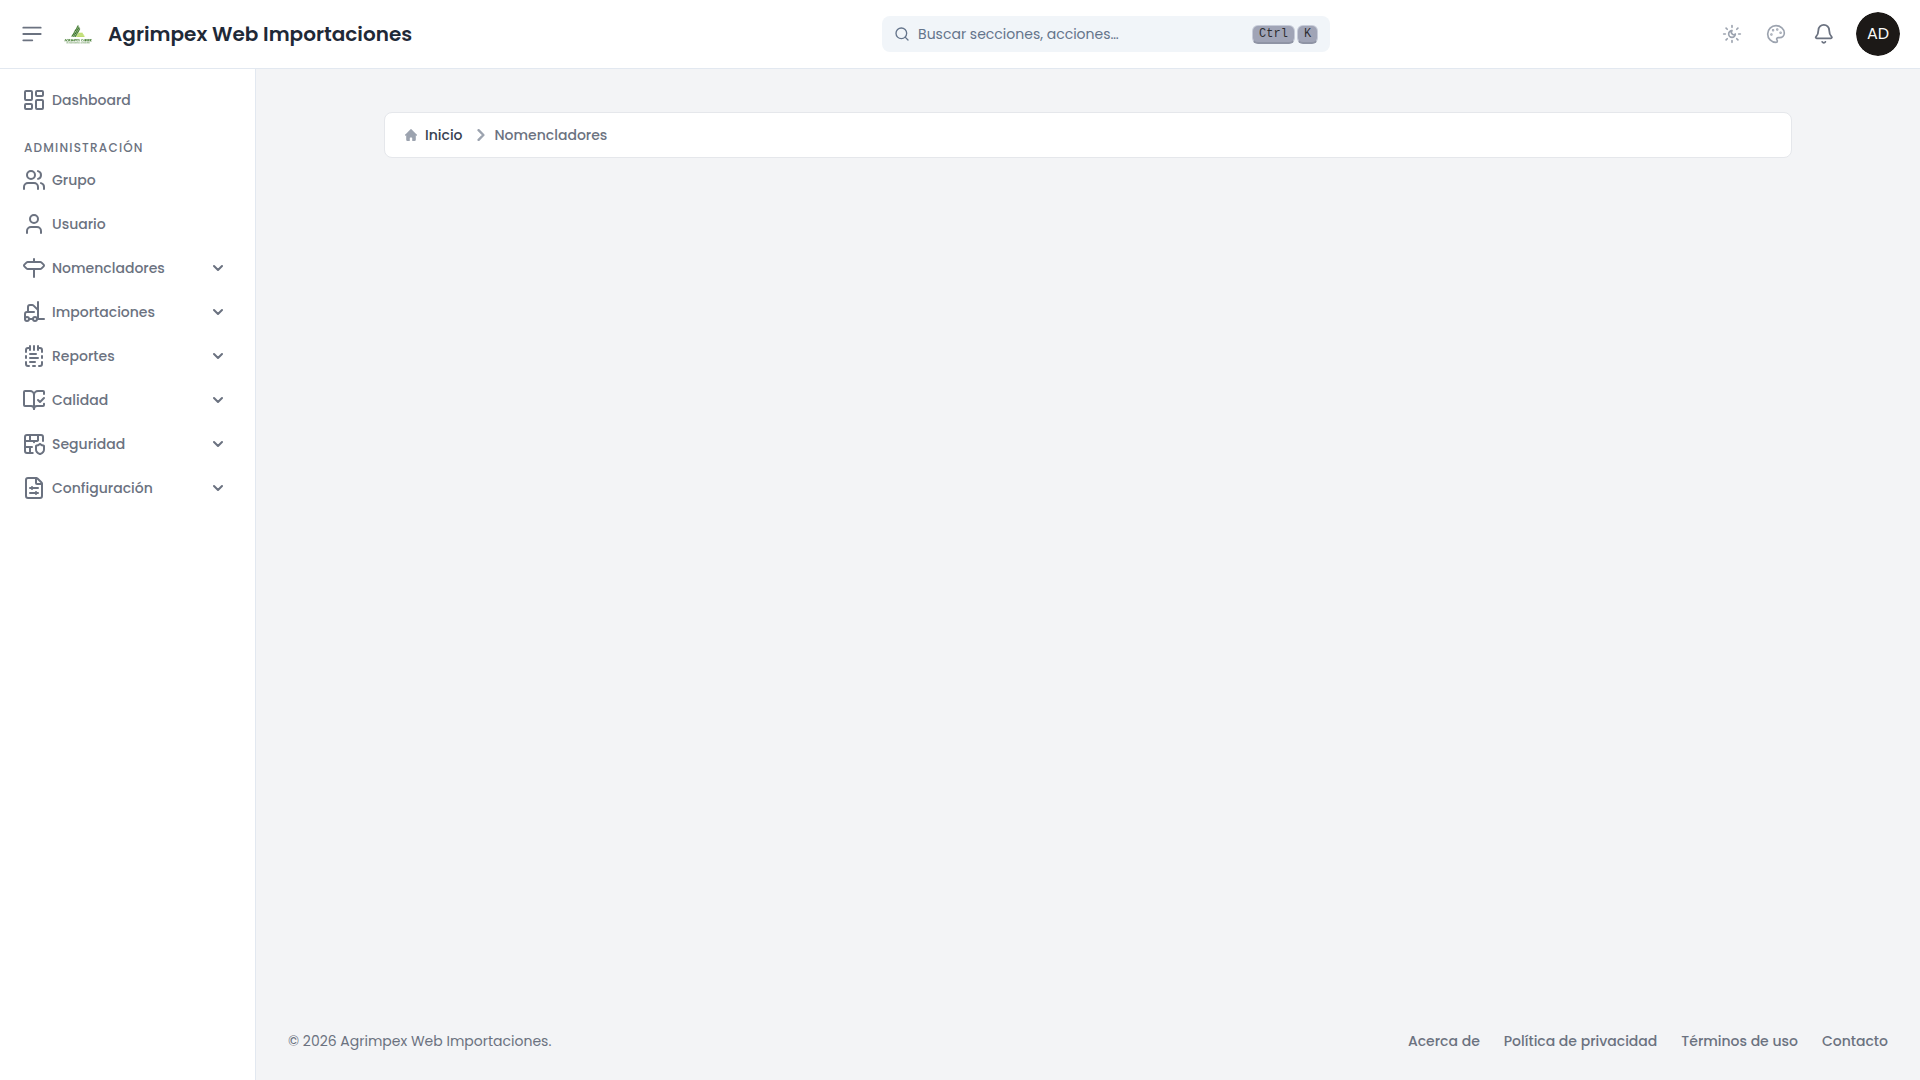 Agrimpex Web Importaciones
Buscar secciones, acciones...
Ctrl K
AD
Dashboard
ADMINISTRACIÓN
Grupo
Usuario
Nomencladores
Importaciones
Reportes
Calidad
Seguridad
Configuración
Inicio
Nomencladores
© 2026 Agrimpex Web Importaciones.
Acerca de
Política de privacidad
Términos de uso
Contacto